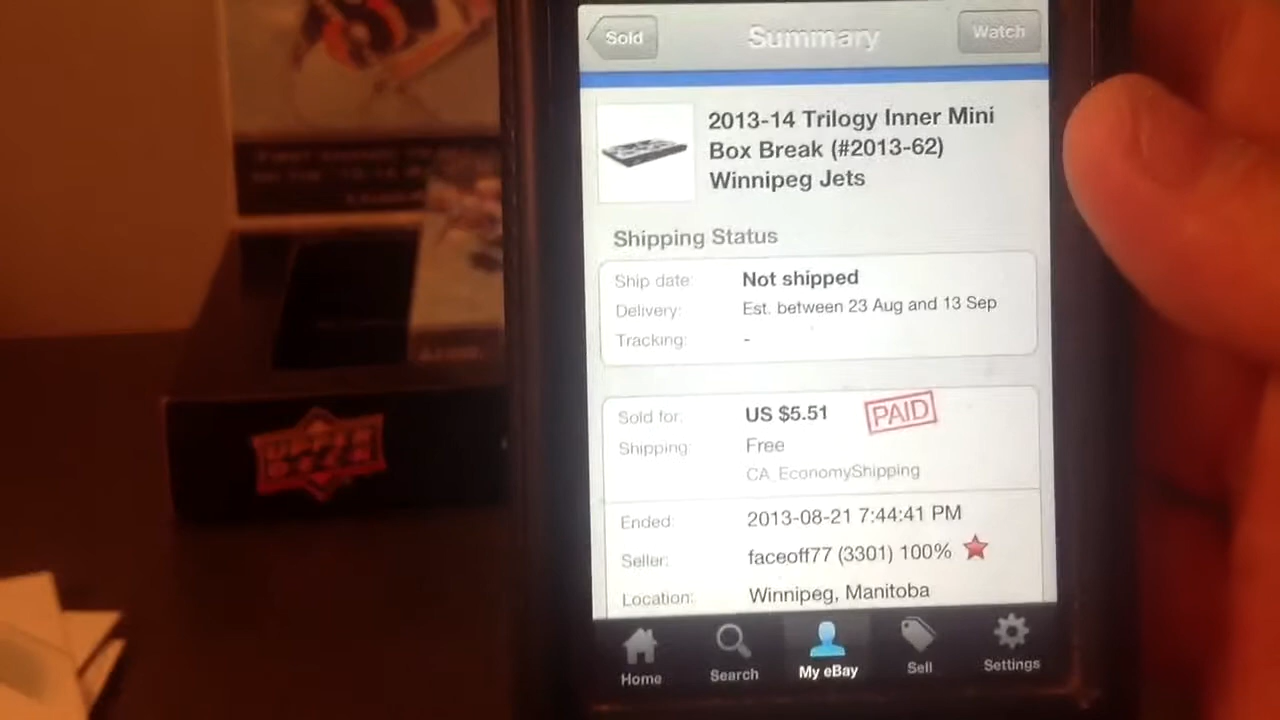 Sold
Summary
Watch
2013-14 Trilogy Inner Mini
Box Break (#2013-62)
Winnipeg Jets
Shipping Status
Ship date: Not shipped
Delivery: Est. between 23 Aug and 13 Sep
Tracking: -
Sold for: US $5.51 PAID
Shipping: Free
CA_EconomyShipping
Ended: 2013-08-21 7:44:41 PM
Seller: faceoff77 (3301) 100%
Location: Winnipeg, Manitoba
Home
Search
My eBay
Sell
Settings
UPPER
DECK